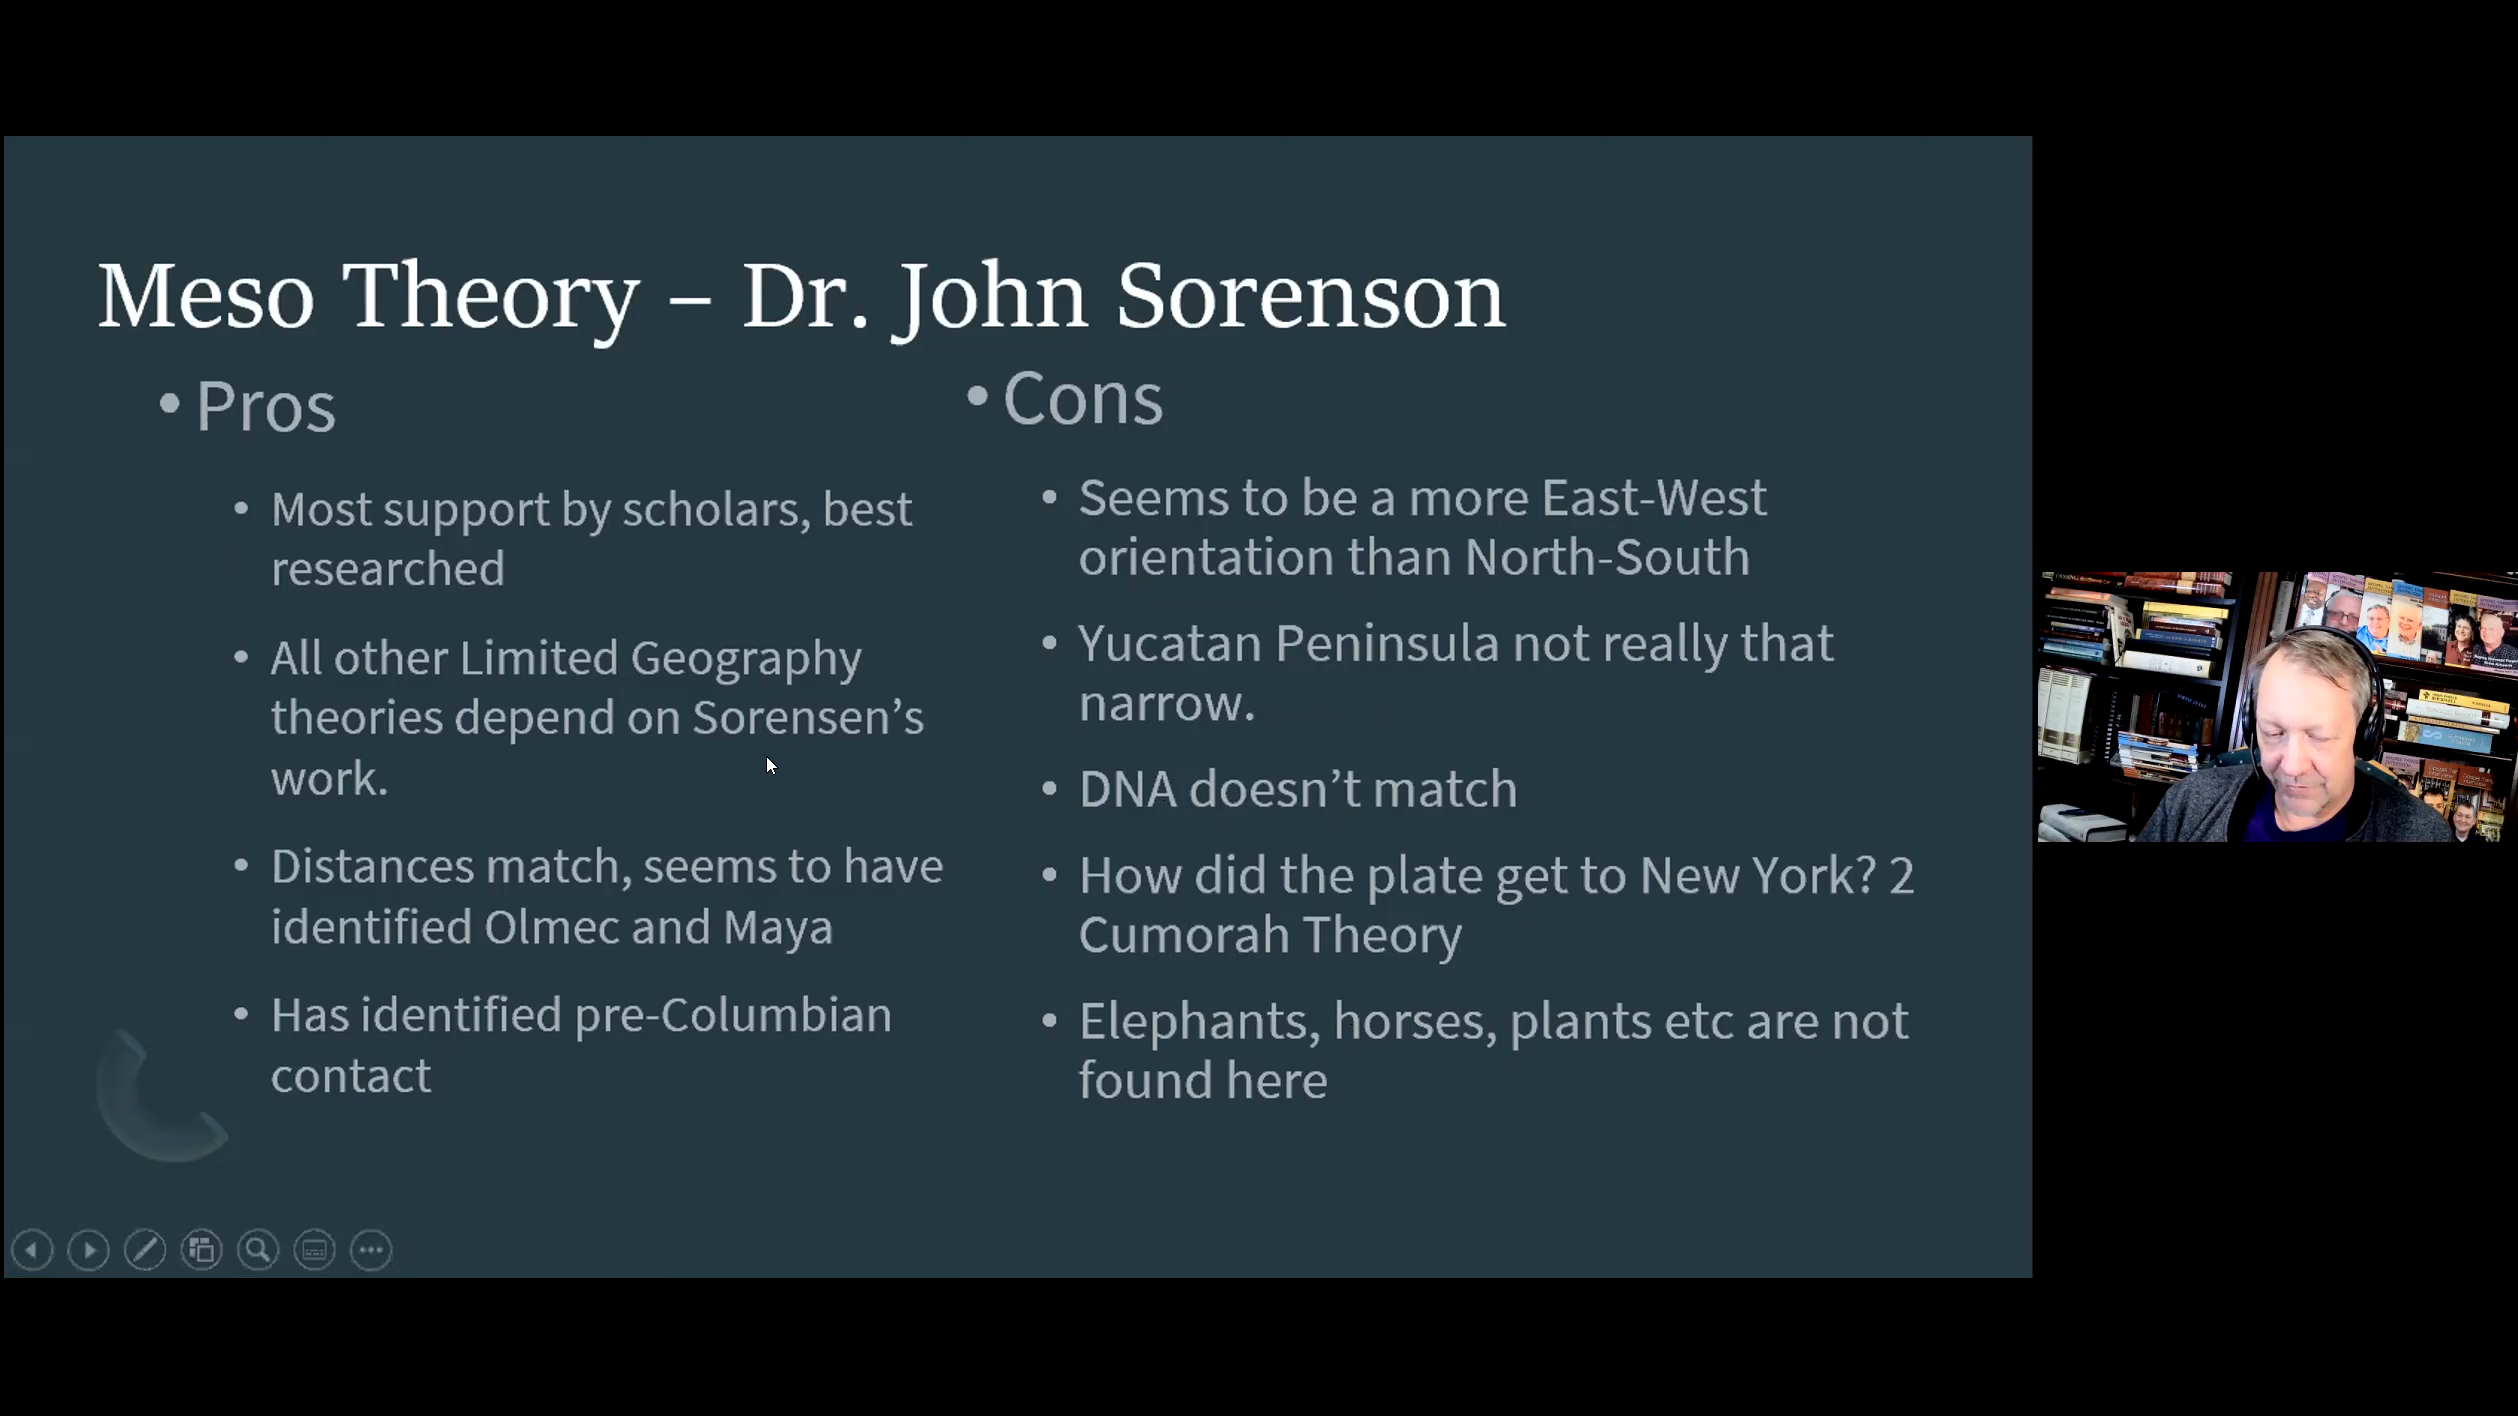 Meso Theory – Dr. John Sorenson
• Pros
• Most support by scholars, best
researched
• All other Limited Geography
theories depend on Sorensen’s
work.
• Distances match, seems to have
identified Olmec and Maya
• Has identified pre-Columbian
contact
• Cons
• Seems to be a more East-West
orientation than North-South
• Yucatan Peninsula not really that
narrow.
• DNA doesn’t match
• How did the plate get to New York? 2
Cumorah Theory
• Elephants, horses, plants etc are not
found here